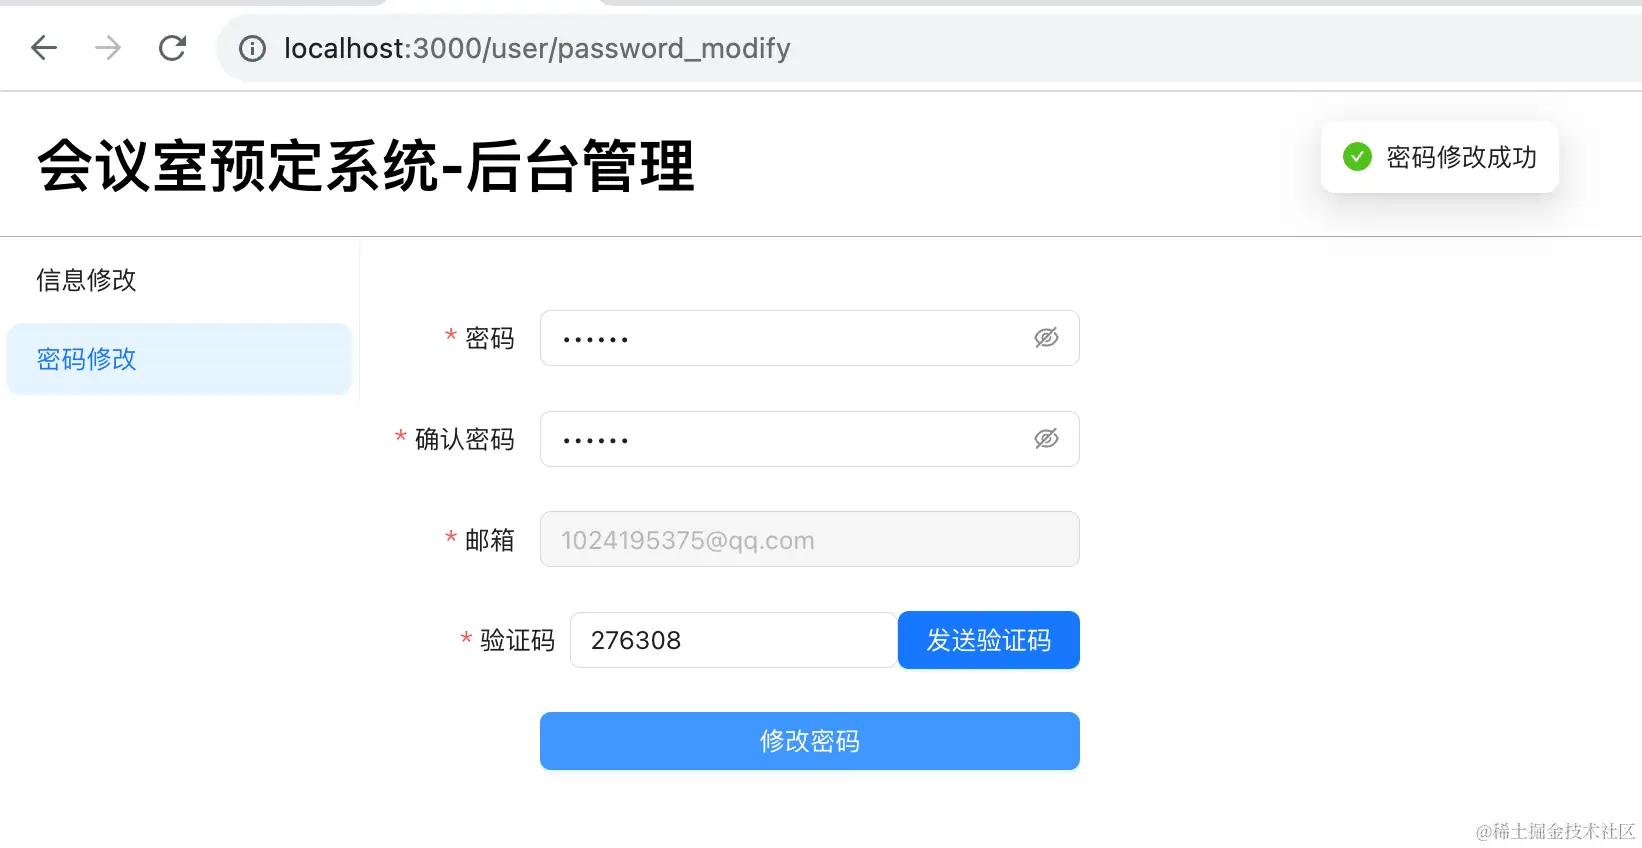 localhost:3000/user/password_modify
会议室预定系统-后台管理
密码修改成功
信息修改
密码修改
* 密码 ••••••
* 确认密码 ••••••
* 邮箱 1024195375@qq.com
* 验证码 276308 发送验证码
修改密码
@稀土掘金技术社区